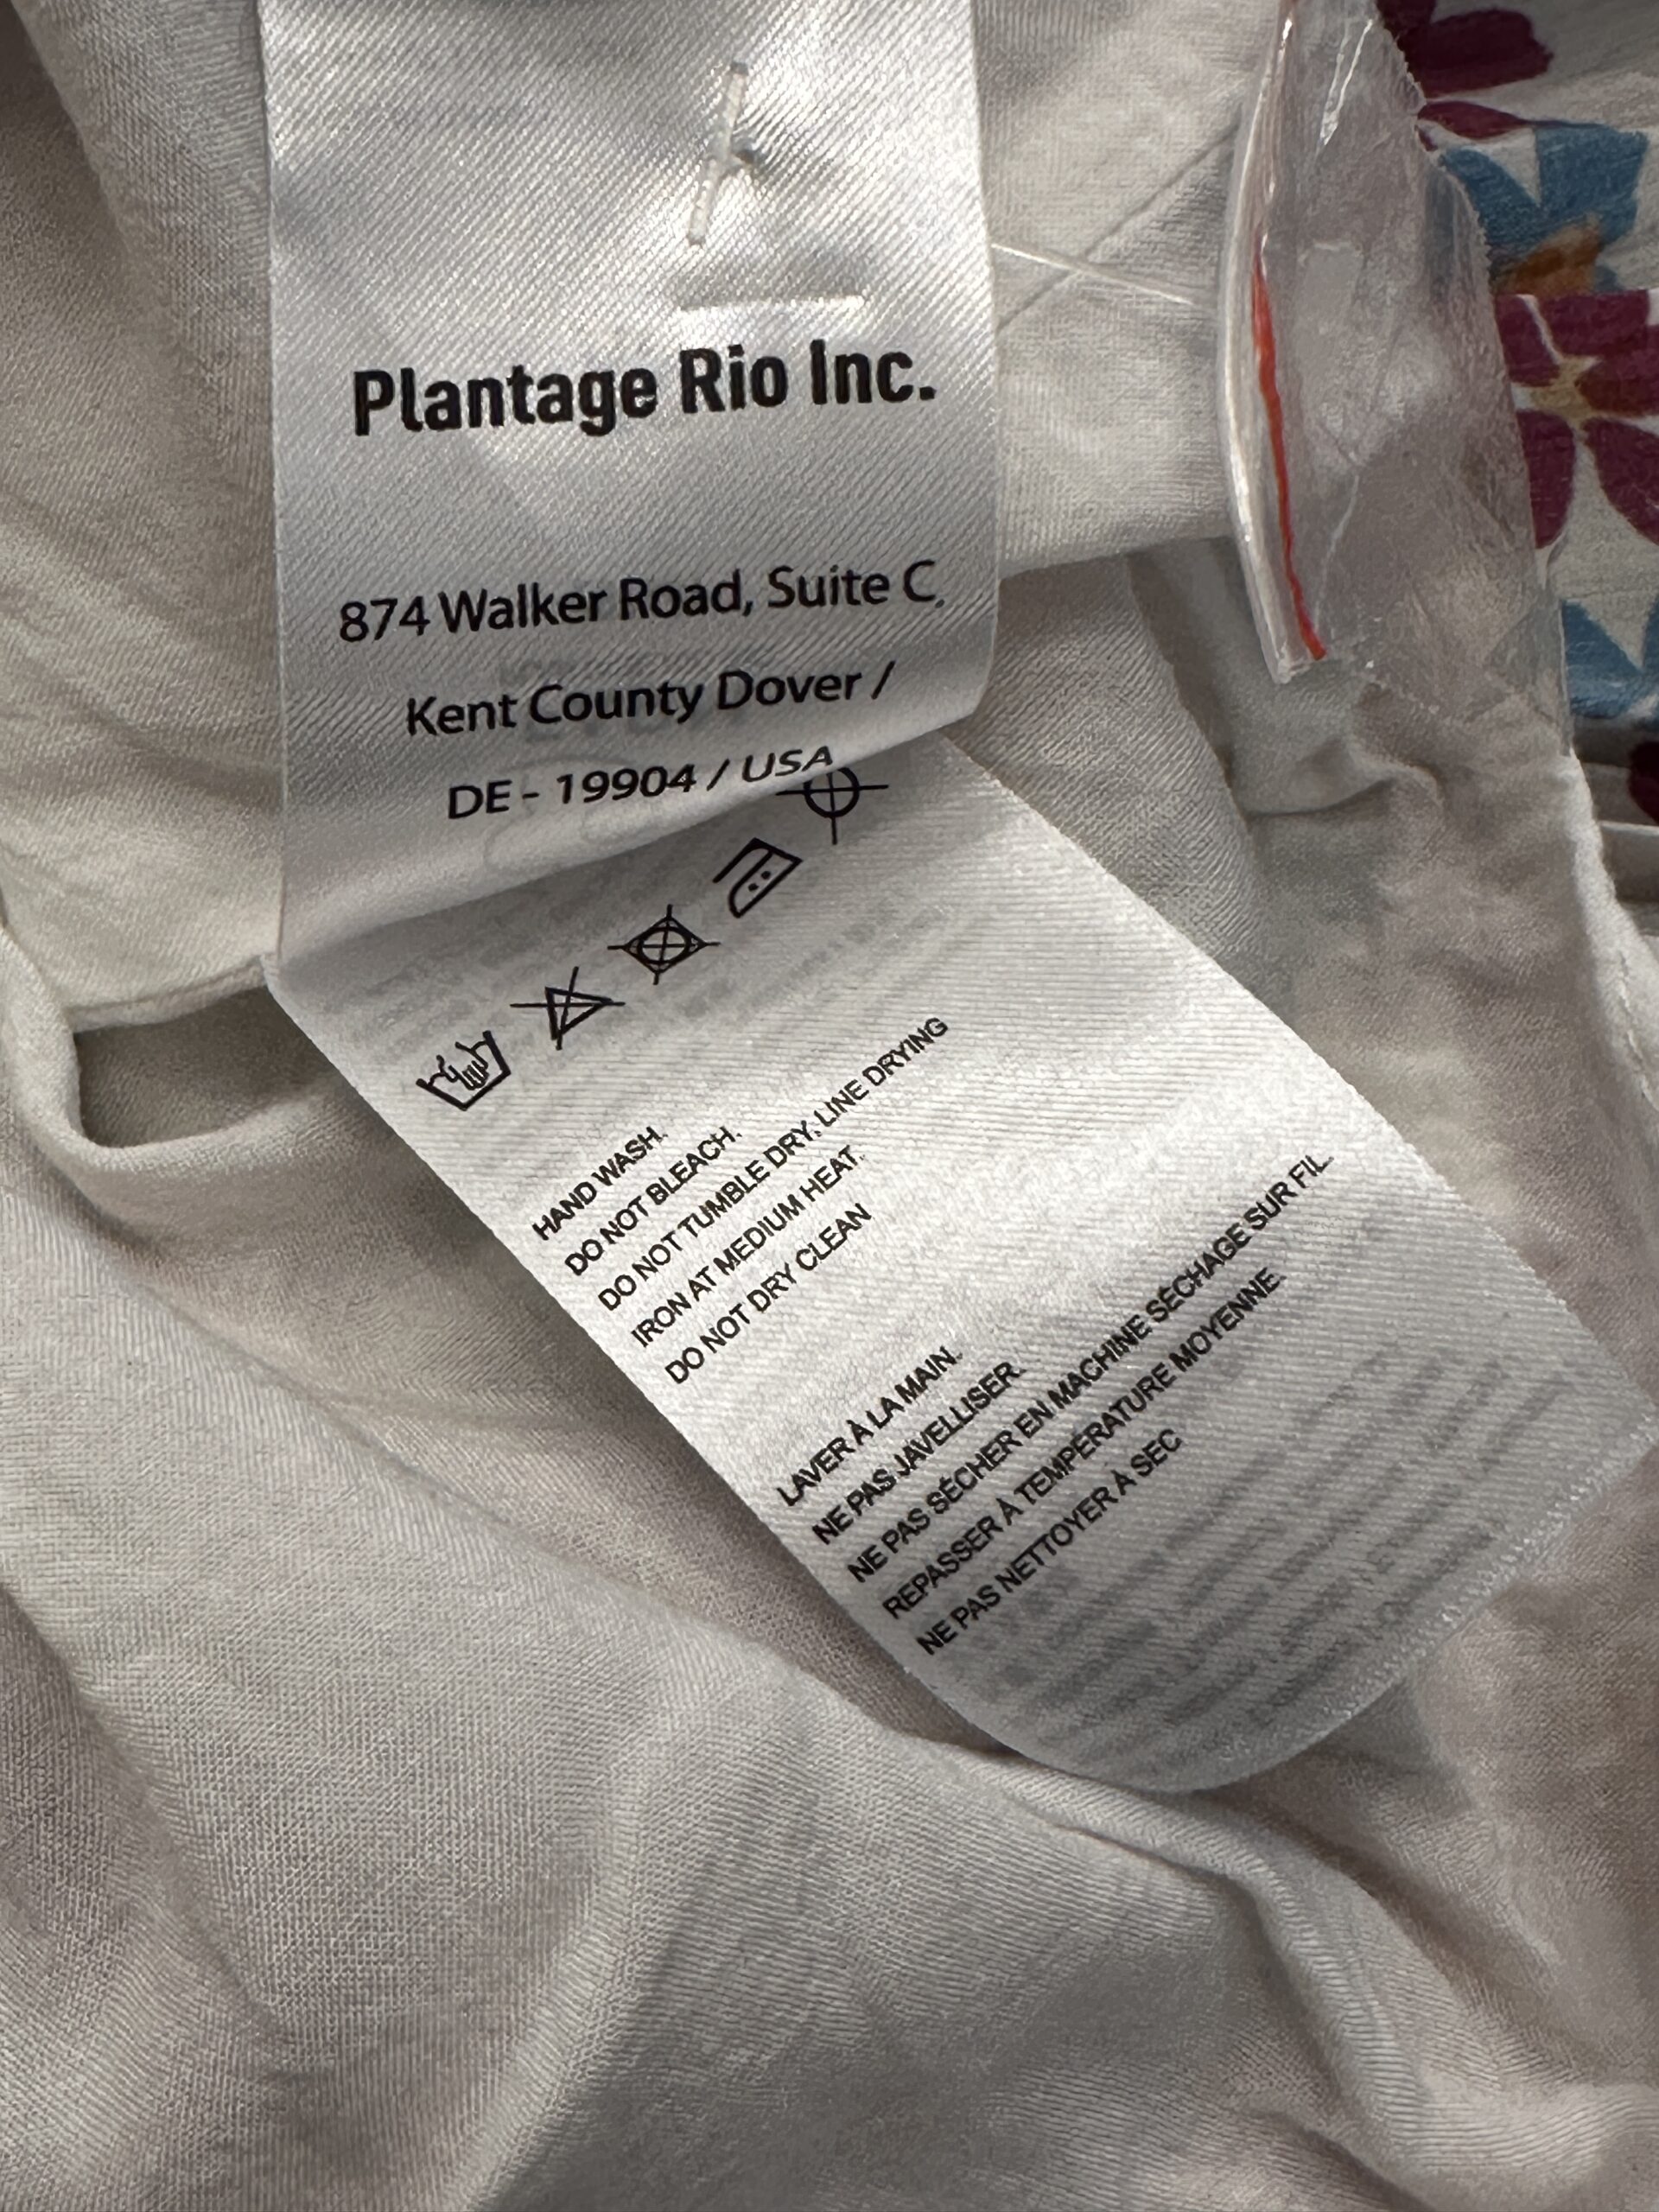 Plantage Rio Inc.
874 Walker Road, Suite C,
Kent County Dover /
DE - 19904 / USA
HAND WASH.
DO NOT BLEACH.
DO NOT TUMBLE DRY. LINE DRYING
IRON AT MEDIUM HEAT.
DO NOT DRY CLEAN
LAVER À LA MAIN.
NE PAS JAVELLISER.
NE PAS SÉCHER EN MACHINE SÉCHAGE SUR FIL.
REPASSER À TEMPÉRATURE MOYENNE.
NE PAS NETTOYER À SEC